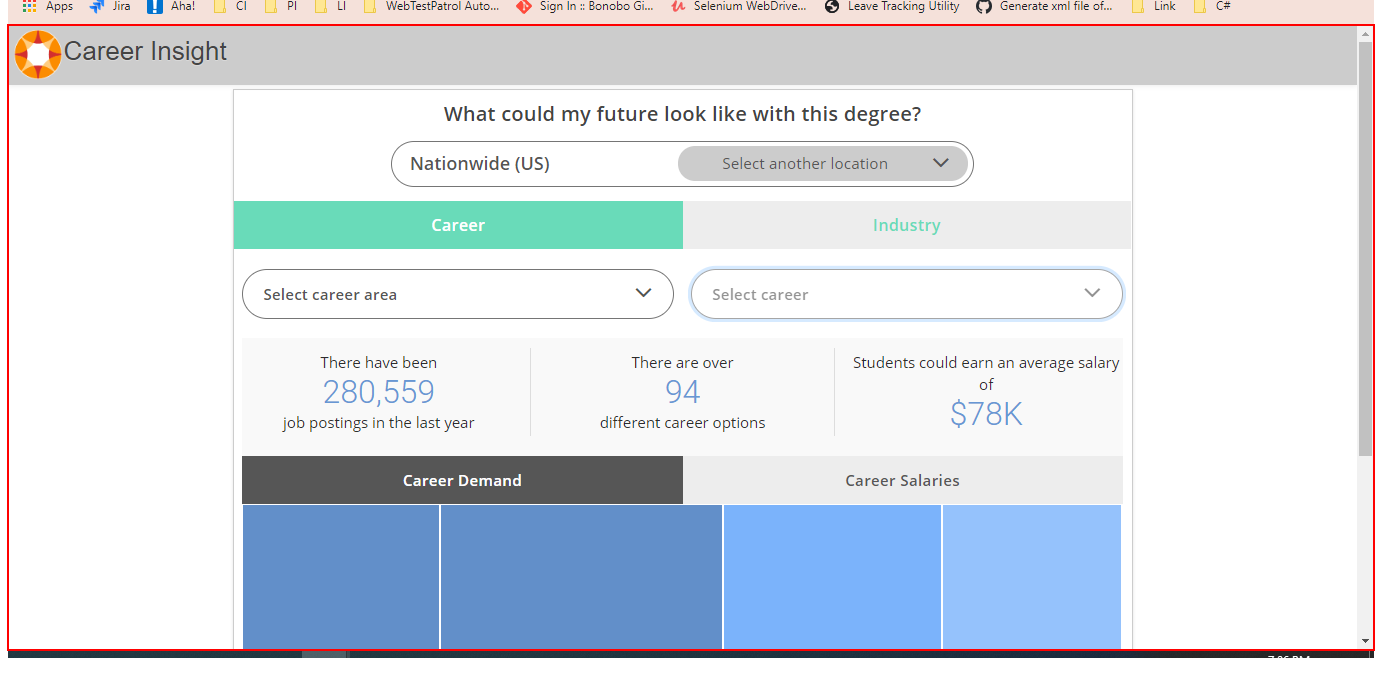 Apps Jira Aha! CI PI LI WebTestPatrol Auto... Sign In :: Bonobo Gi... Selenium WebDrive... Leave Tracking Utility Generate xml file of... Link C#
Career Insight
What could my future look like with this degree?
Nationwide (US) Select another location
Career Industry
Select career area Select career
There have been
280,559
job postings in the last year
There are over
94
different career options
Students could earn an average salary
of
$78K
Career Demand Career Salaries